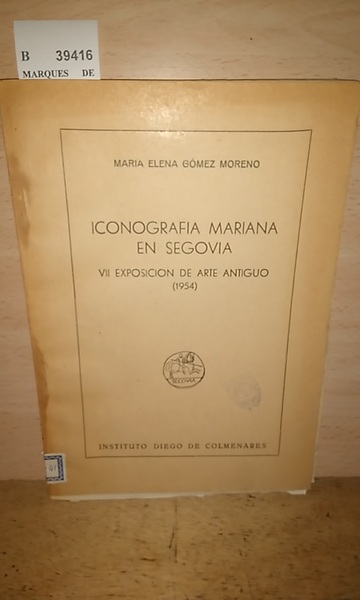 B 39416
MARQUES DE
MARIA ELENA GÓMEZ MORENO
ICONOGRAFIA MARIANA
EN SEGOVIA
VII EXPOSICION DE ARTE ANTIGUO
(1954)
INSTITUTO DIEGO DE COLMENARES